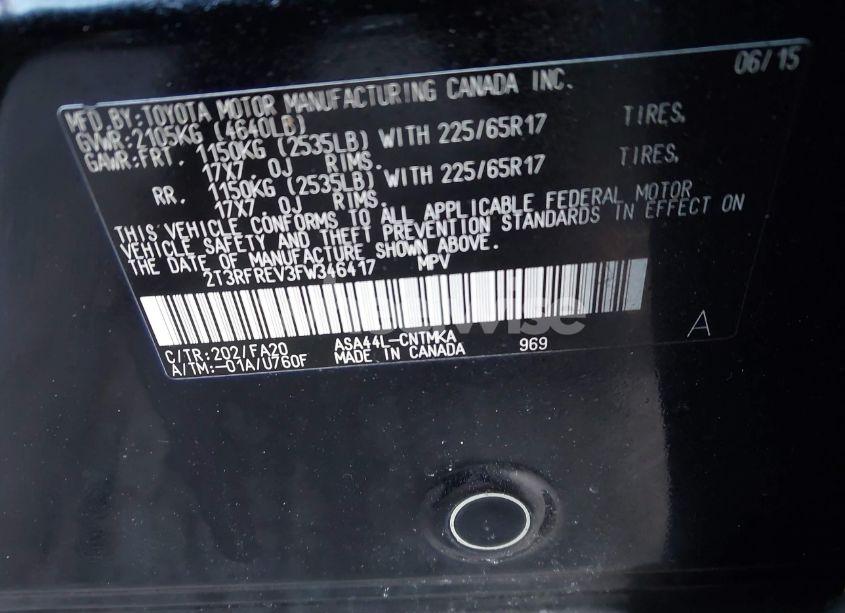 06/15
MFD.BY:TOYOTA MOTOR MANUFACTURING CANADA INC.
GVWR:2105KG (4640LB)
GAWR:FRT. 1150KG (2535LB) WITH 225/65R17 TIRES,
17X7.0J RIMS.
RR. 1150KG (2535LB) WITH 225/65R17 TIRES,
17X7.0J RIMS.
THIS VEHICLE CONFORMS TO ALL APPLICABLE FEDERAL MOTOR
VEHICLE SAFETY AND THEFT PREVENTION STANDARDS IN EFFECT ON
THE DATE OF MANUFACTURE SHOWN ABOVE.
2T3RFREV3FW346417 MPV
C/TR:202/FA20 ASA44L-CNTMKA 969 A
A/TM:-01A/U760F MADE IN CANADA